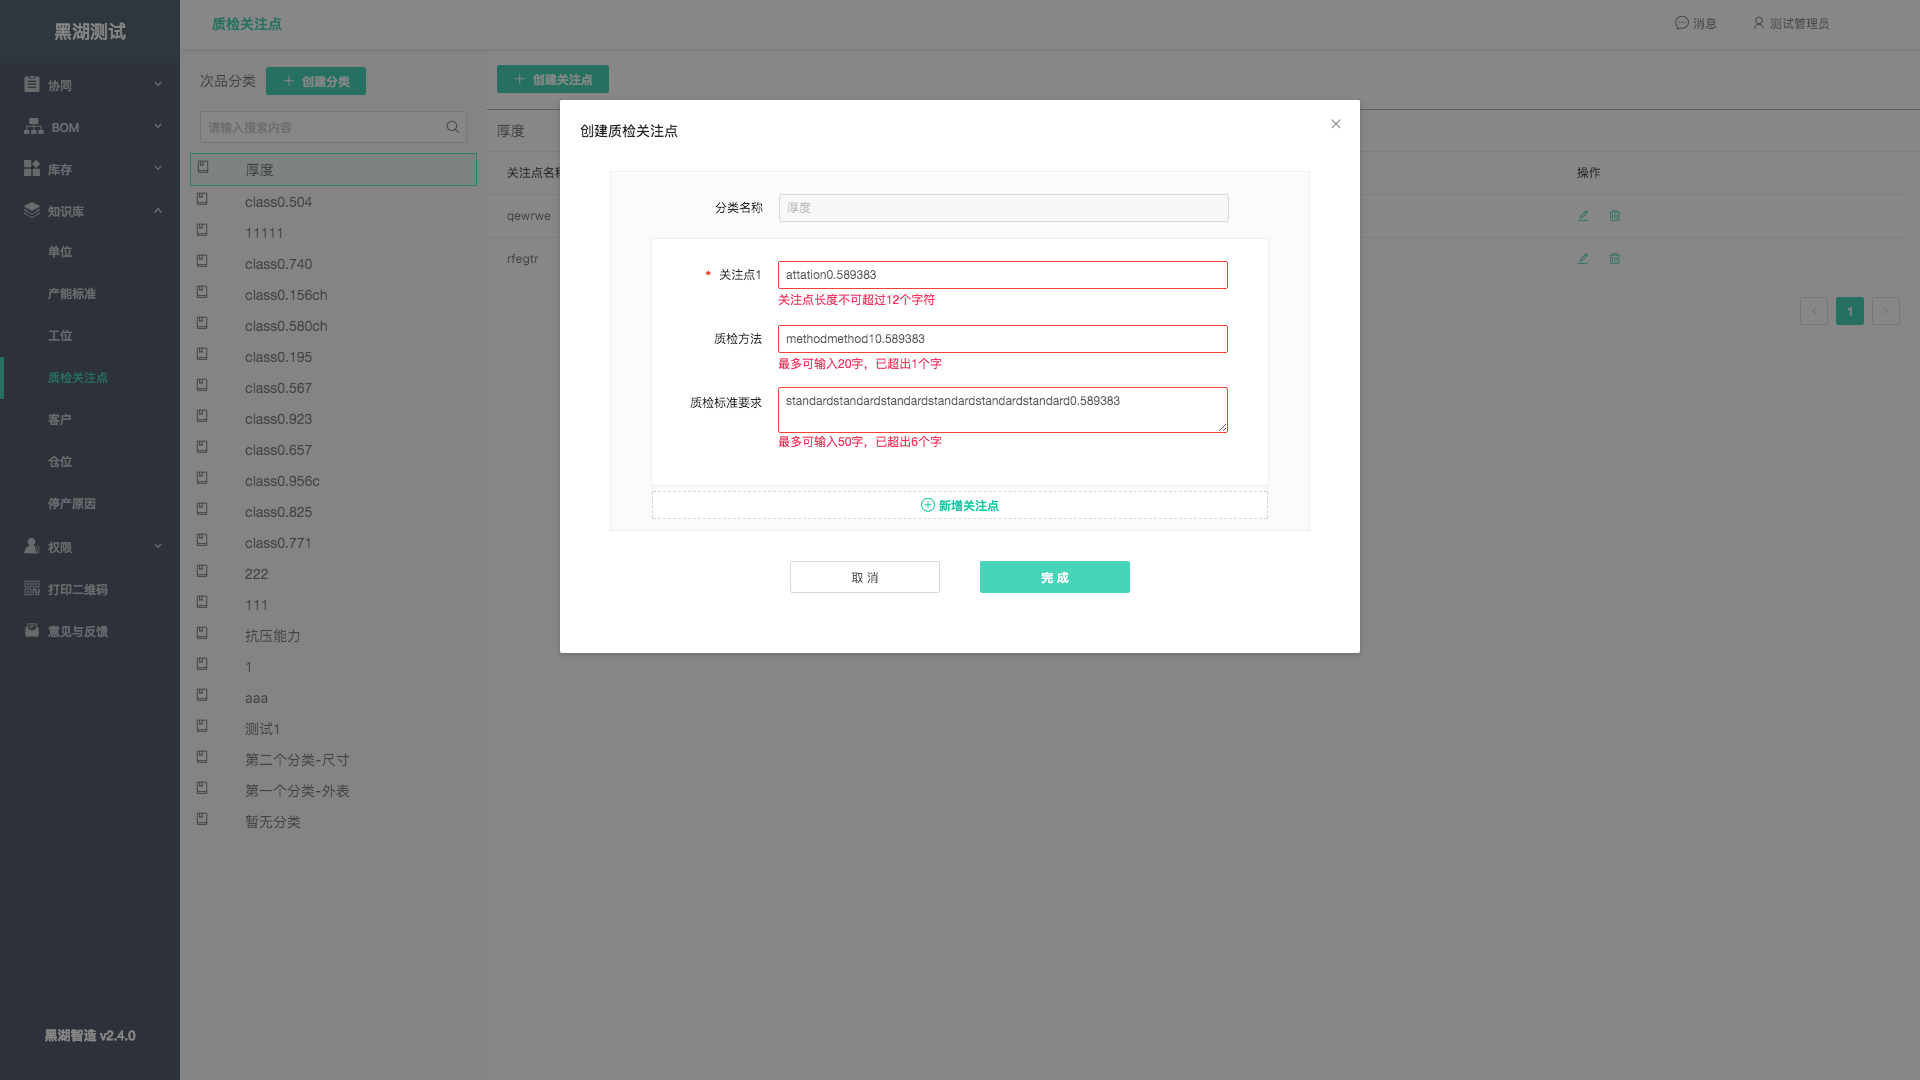 黑湖测试
协同
BOM
库存
知识库
单位
产能标准
工位
质检关注点
客户
仓位
停产原因
权限
打印二维码
意见与反馈
黑湖智造 v2.4.0
质检关注点
消息
测试管理员
次品分类
创建分类
请输入搜索内容
厚度
class0.504
11111
class0.740
class0.156ch
class0.580ch
class0.195
class0.567
class0.923
class0.657
class0.956c
class0.825
class0.771
222
111
抗压能力
1
aaa
测试1
第二个分类-尺寸
第一个分类-外表
暂无分类
创建关注点
厚度
关注点名称
操作
qewrwe
rfegtr
1
创建质检关注点
分类名称
厚度
* 关注点1
attation0.589383
关注点长度不可超过12个字符
质检方法
methodmethod10.589383
最多可输入20字，已超出1个字
质检标准要求
standardstandardstandardstandardstandardstandard0.589383
最多可输入50字，已超出6个字
新增关注点
取 消
完 成